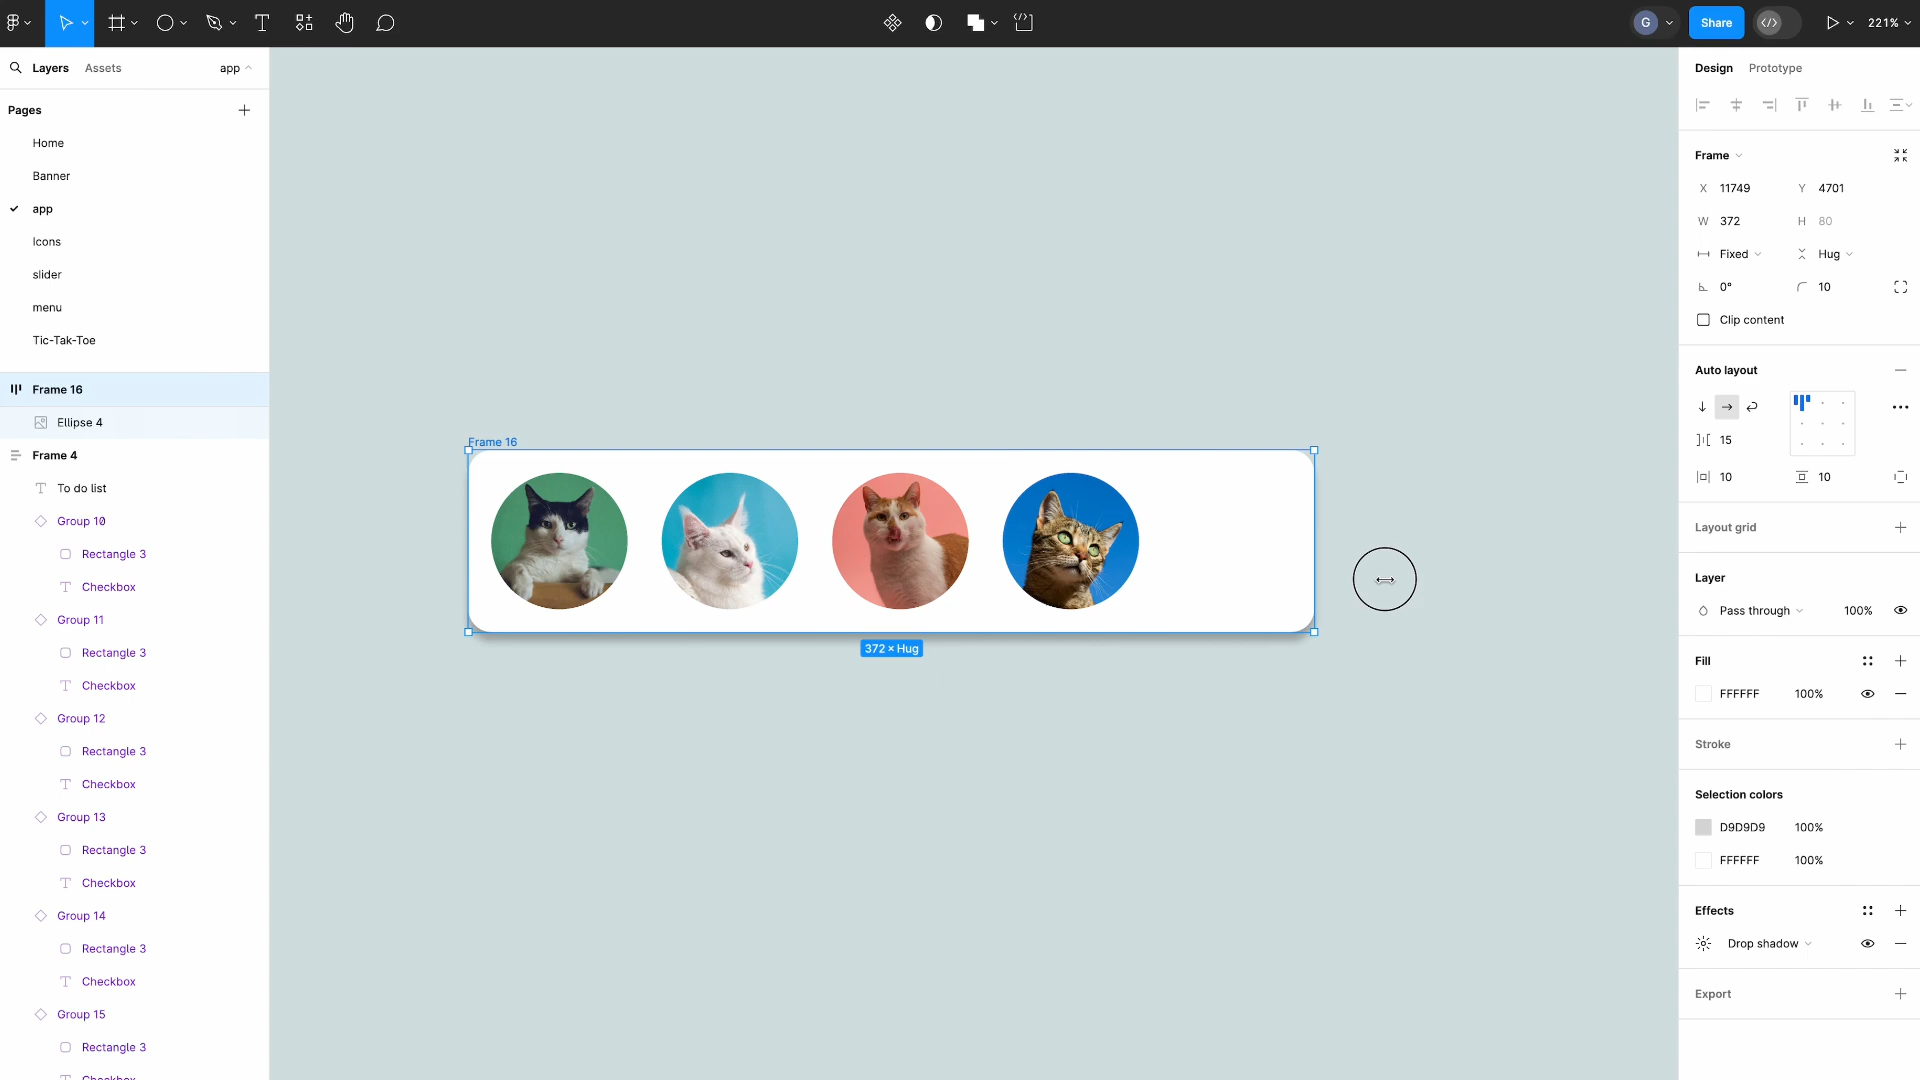 G
Share
221%
Layers
Assets
app
Design
Prototype
Pages
Home
Banner
app
Icons
slider
menu
Tic-Tak-Toe
Frame 16
Ellipse 4
Frame 4
To do list
Group 10
Rectangle 3
Checkbox
Group 11
Rectangle 3
Checkbox
Group 12
Rectangle 3
Checkbox
Group 13
Rectangle 3
Checkbox
Group 14
Rectangle 3
Checkbox
Group 15
Rectangle 3
Checkbox
Frame 16
372 × Hug
Frame
X 11749 Y 4701
W 372 H 80
Fixed Hug
0° 10
Clip content
Auto layout
15
10 10
Layout grid
Layer
Pass through 100%
Fill
FFFFFF 100%
Stroke
Selection colors
D9D9D9 100%
FFFFFF 100%
Effects
Drop shadow
Export